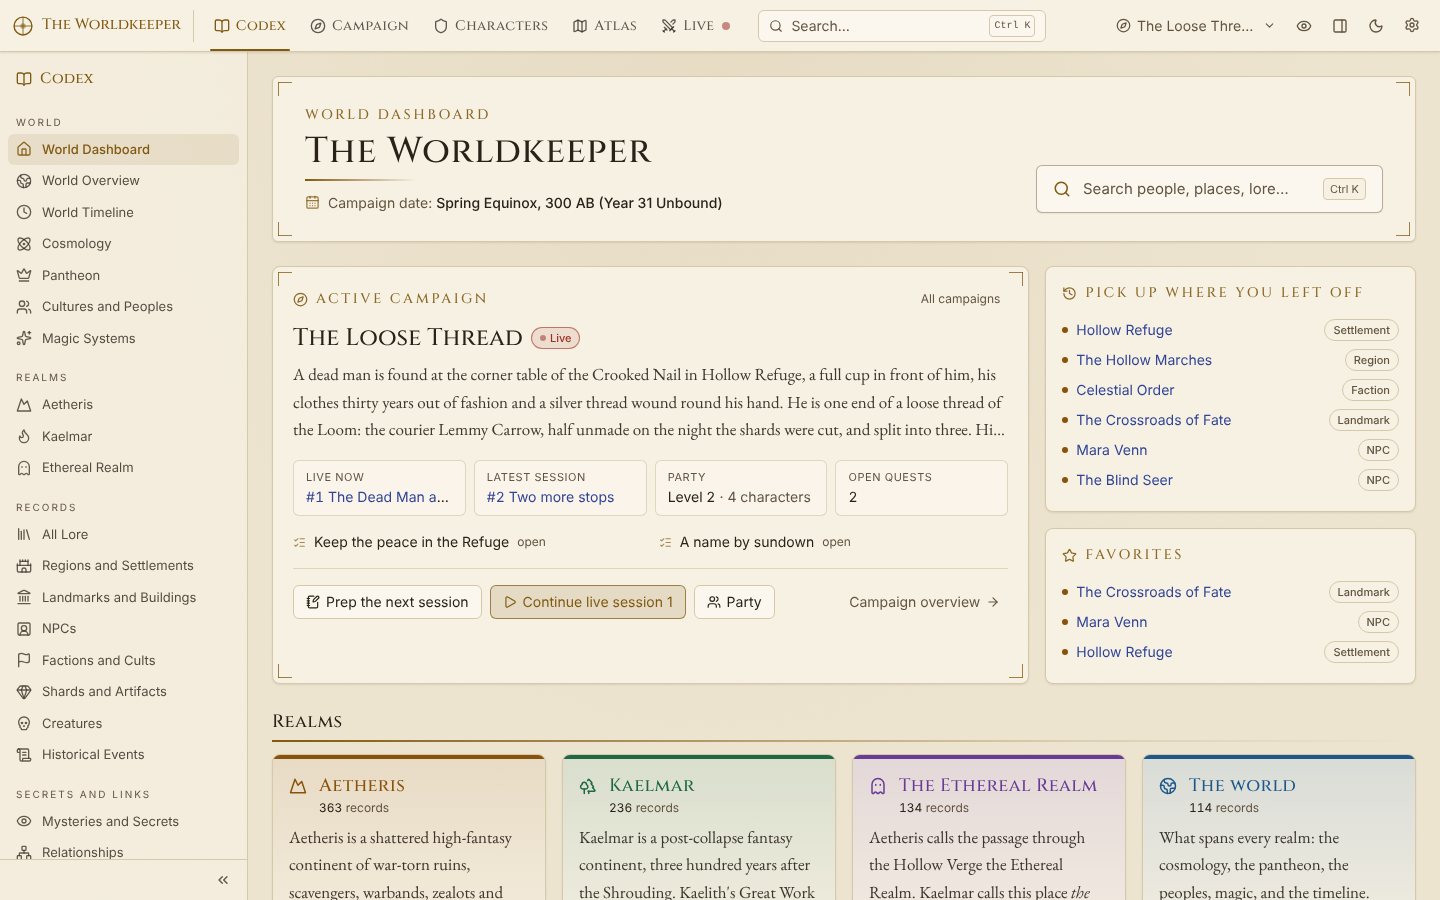 The Worldkeeper
Codex
Campaign
Characters
Atlas
Live
Search...
Ctrl K
The Loose Thre...
Codex
WORLD
World Dashboard
World Overview
World Timeline
Cosmology
Pantheon
Cultures and Peoples
Magic Systems
REALMS
Aetheris
Kaelmar
Ethereal Realm
RECORDS
All Lore
Regions and Settlements
Landmarks and Buildings
NPCs
Factions and Cults
Shards and Artifacts
Creatures
Historical Events
SECRETS AND LINKS
Mysteries and Secrets
Relationships
WORLD DASHBOARD
The Worldkeeper
Campaign date: Spring Equinox, 300 AB (Year 31 Unbound)
Search people, places, lore...
Ctrl K
ACTIVE CAMPAIGN
All campaigns
The Loose Thread
Live
A dead man is found at the corner table of the Crooked Nail in Hollow Refuge, a full cup in front of him, his
clothes thirty years out of fashion and a silver thread wound round his hand. He is one end of a loose thread of
the Loom: the courier Lemmy Carrow, half unmade on the night the shards were cut, and split into three. Hi...
LIVE NOW
#1 The Dead Man a...
LATEST SESSION
#2 Two more stops
PARTY
Level 2 · 4 characters
OPEN QUESTS
2
Keep the peace in the Refuge open
A name by sundown open
Prep the next session
Continue live session 1
Party
Campaign overview
PICK UP WHERE YOU LEFT OFF
Hollow Refuge
Settlement
The Hollow Marches
Region
Celestial Order
Faction
The Crossroads of Fate
Landmark
Mara Venn
NPC
The Blind Seer
NPC
FAVORITES
The Crossroads of Fate
Landmark
Mara Venn
NPC
Hollow Refuge
Settlement
Realms
Aetheris
363 records
Aetheris is a shattered high-fantasy
continent of war-torn ruins,
scavengers, warbands, zealots and
Kaelmar
236 records
Kaelmar is a post-collapse fantasy
continent, three hundred years after
the Shrouding. Kaelith's Great Work
The Ethereal Realm
134 records
Aetheris calls the passage through
the Hollow Verge the Ethereal
Realm. Kaelmar calls this place the
The world
114 records
What spans every realm: the
cosmology, the pantheon, the
peoples, magic, and the timeline.